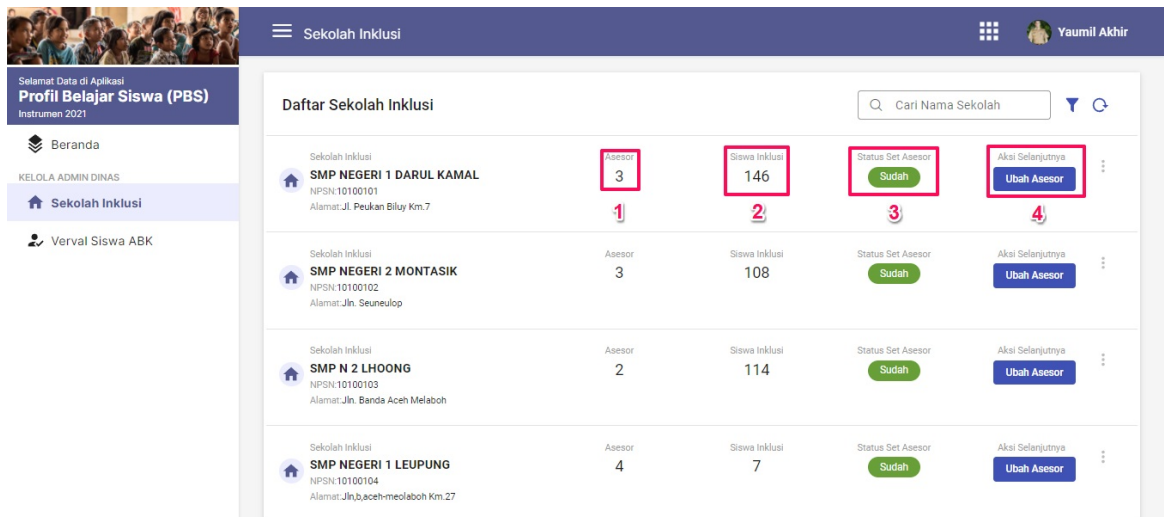 Selamat Data di Aplikasi
Profil Belajar Siswa (PBS)
Instrumen 2021
Beranda
KELOLA ADMIN DINAS
Sekolah Inklusi
Verval Siswa ABK
Sekolah Inklusi
Yaumil Akhir
Daftar Sekolah Inklusi
Cari Nama Sekolah
Sekolah Inklusi Asesor Siswa Inklusi Status Set Asesor Aksi Selanjutnya
SMP NEGERI 1 DARUL KAMAL 3 146 Sudah Ubah Asesor
NPSN:10100101
Alamat:Jl. Peukan Biluy Km.7
1 2 3 4
Sekolah Inklusi Asesor Siswa Inklusi Status Set Asesor Aksi Selanjutnya
SMP NEGERI 2 MONTASIK 3 108 Sudah Ubah Asesor
NPSN:10100102
Alamat:Jln. Seuneulop
Sekolah Inklusi Asesor Siswa Inklusi Status Set Asesor Aksi Selanjutnya
SMP N 2 LHOONG 2 114 Sudah Ubah Asesor
NPSN:10100103
Alamat:Jln. Banda Aceh Melaboh
Sekolah Inklusi Asesor Siswa Inklusi Status Set Asesor Aksi Selanjutnya
SMP NEGERI 1 LEUPUNG 4 7 Sudah Ubah Asesor
NPSN:10100104
Alamat:Jln,b,aceh-meolaboh Km.27